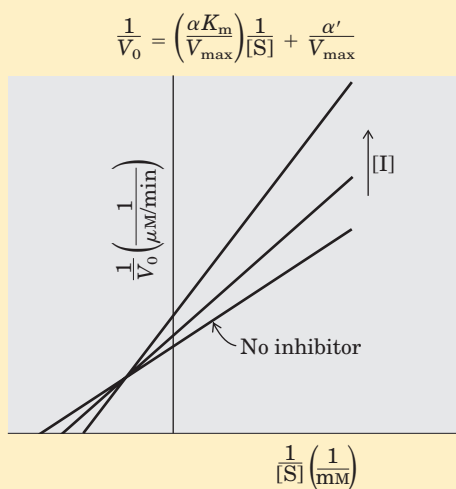 1/V₀ = (αKₘ/Vₘₐₓ) 1/[S] + α′/Vₘₐₓ
1/V₀ (1/μM/min)
[I]
No inhibitor
1/[S] (1/mM)